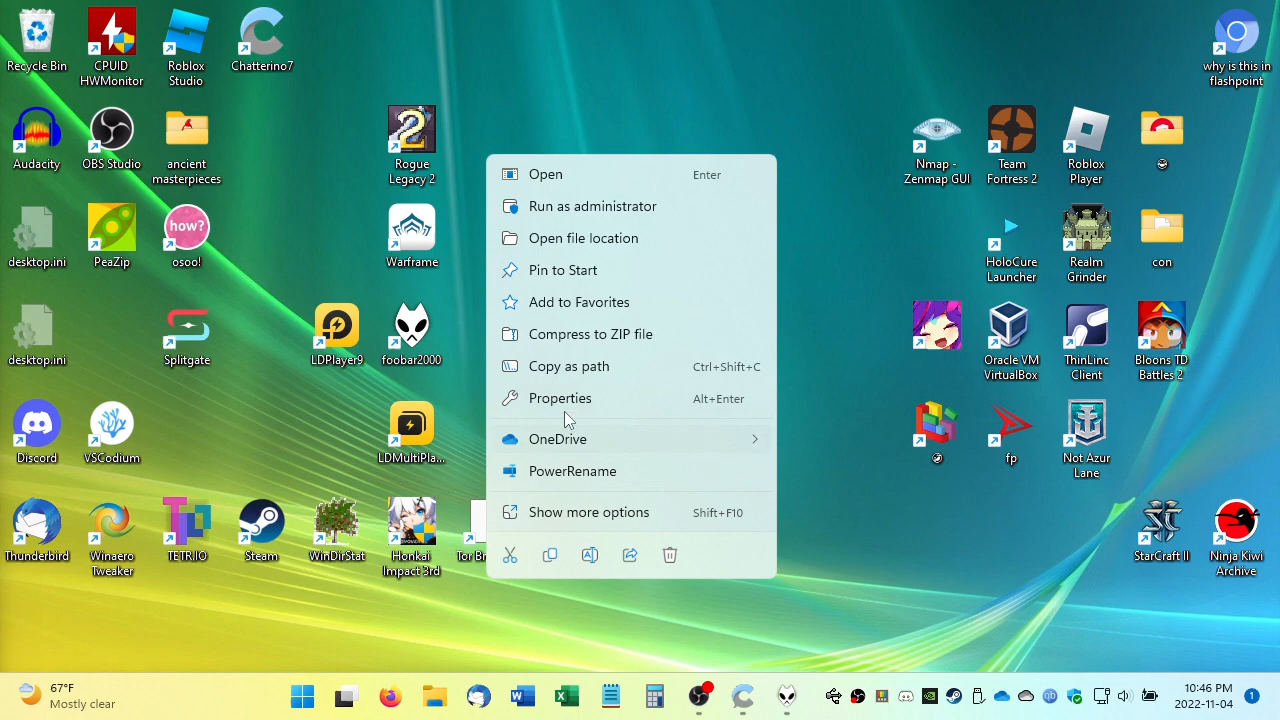 Recycle Bin
CPUID
HWMonitor
Roblox
Studio
Chatterino7
why is this in
flashpoint
Audacity
OBS Studio
ancient
masterpieces
2
Rogue
Legacy 2
Nmap -
Zenmap GUI
Team
Fortress 2
Roblox
Player
desktop.ini
PeaZip
how?
osoo!
Warframe
HoloCure
Launcher
Realm
Grinder
con
desktop.ini
Splitgate
LDPlayer9
foobar2000
Oracle VM
VirtualBox
ThinLinc
Client
Bloons TD
Battles 2
Discord
VSCodium
LDMultiPla...
fp
Not Azur
Lane
Thunderbird
Winaero
Tweaker
TETR.IO
Steam
WinDirStat
Honkai
Impact 3rd
Tor Br
StarCraft II
Ninja Kiwi
Archive
Open Enter
Run as administrator
Open file location
Pin to Start
Add to Favorites
Compress to ZIP file
Copy as path Ctrl+Shift+C
Properties Alt+Enter
OneDrive
PowerRename
Show more options Shift+F10
67°F
Mostly clear
10:46 PM
2022-11-04
1